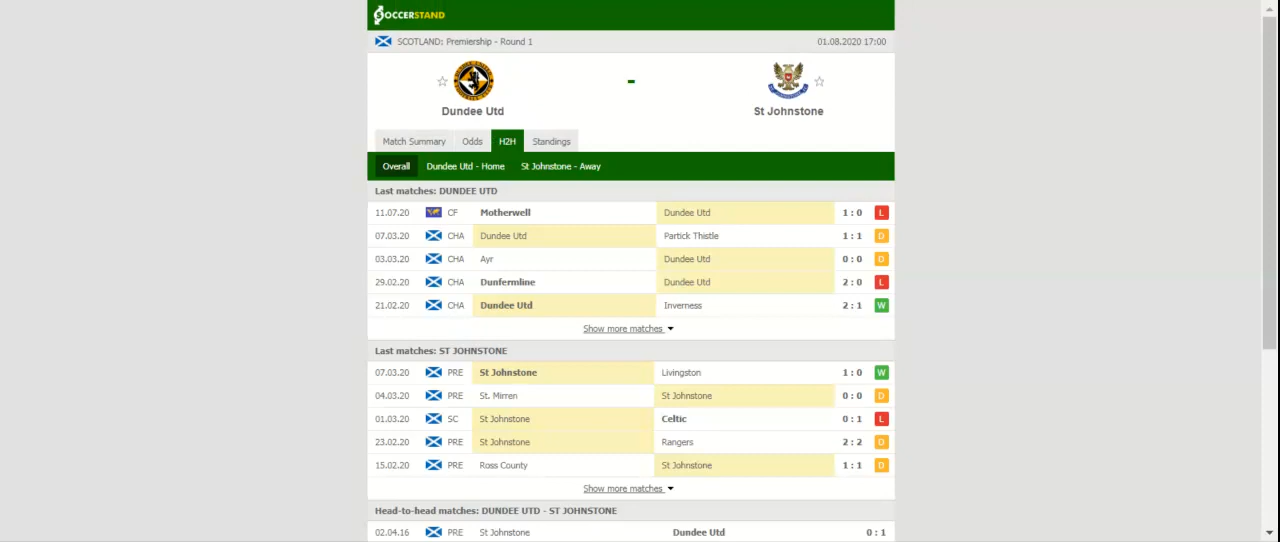 SOCCERSTAND
SCOTLAND: Premiership - Round 1 01.08.2020 17:00
-
Dundee Utd St Johnstone
Match Summary Odds H2H Standings
Overall Dundee Utd - Home St Johnstone - Away
Last matches: DUNDEE UTD
11.07.20 CF Motherwell Dundee Utd 1 : 0 L
07.03.20 CHA Dundee Utd Partick Thistle 1 : 1 D
03.03.20 CHA Ayr Dundee Utd 0 : 0 D
29.02.20 CHA Dunfermline Dundee Utd 2 : 0 L
21.02.20 CHA Dundee Utd Inverness 2 : 1 W
Show more matches
Last matches: ST JOHNSTONE
07.03.20 PRE St Johnstone Livingston 1 : 0 W
04.03.20 PRE St. Mirren St Johnstone 0 : 0 D
01.03.20 SC St Johnstone Celtic 0 : 1 L
23.02.20 PRE St Johnstone Rangers 2 : 2 D
15.02.20 PRE Ross County St Johnstone 1 : 1 D
Show more matches
Head-to-head matches: DUNDEE UTD - ST JOHNSTONE
02.04.16 PRE St Johnstone Dundee Utd 0 : 1